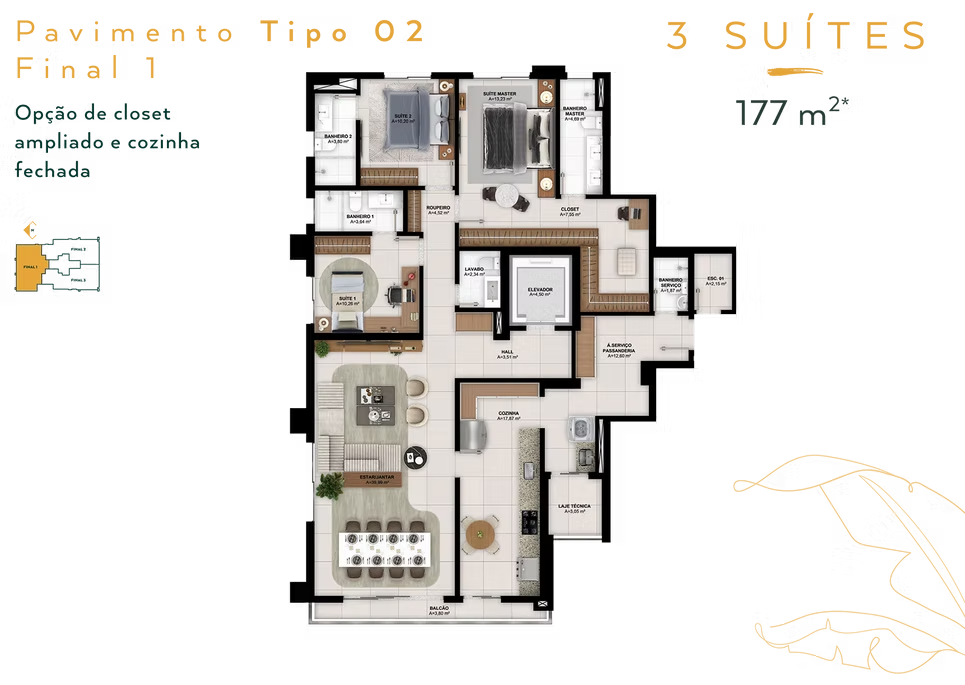 Pavimento Tipo 02
Final 1
3 SUÍTES
177 m²*
Opção de closet
ampliado e cozinha
fechada
FINAL 1
FINAL 2
FINAL 3
BANHEIRO 2
A=3,80 m²
SUÍTE 2
A=10,20 m²
SUÍTE MASTER
A=13,23 m²
BANHEIRO
MASTER
A=4,69 m²
BANHEIRO 1
A=3,64 m²
ROUPEIRO
A=4,52 m²
CLOSET
A=7,55 m²
SUÍTE 1
A=10,26 m²
LAVABO
A=2,34 m²
ELEVADOR
A=4,50 m²
BANHEIRO
SERVIÇO
A=1,87 m²
ESC. 01
A=2,15 m²
HALL
A=3,51 m²
Á.SERVIÇO
PASSANDERIA
A=12,60 m²
COZINHA
A=17,87 m²
ESTAR/JANTAR
LAJE TÉCNICA
A=3,05 m²
BALCÃO
A=3,80 m²